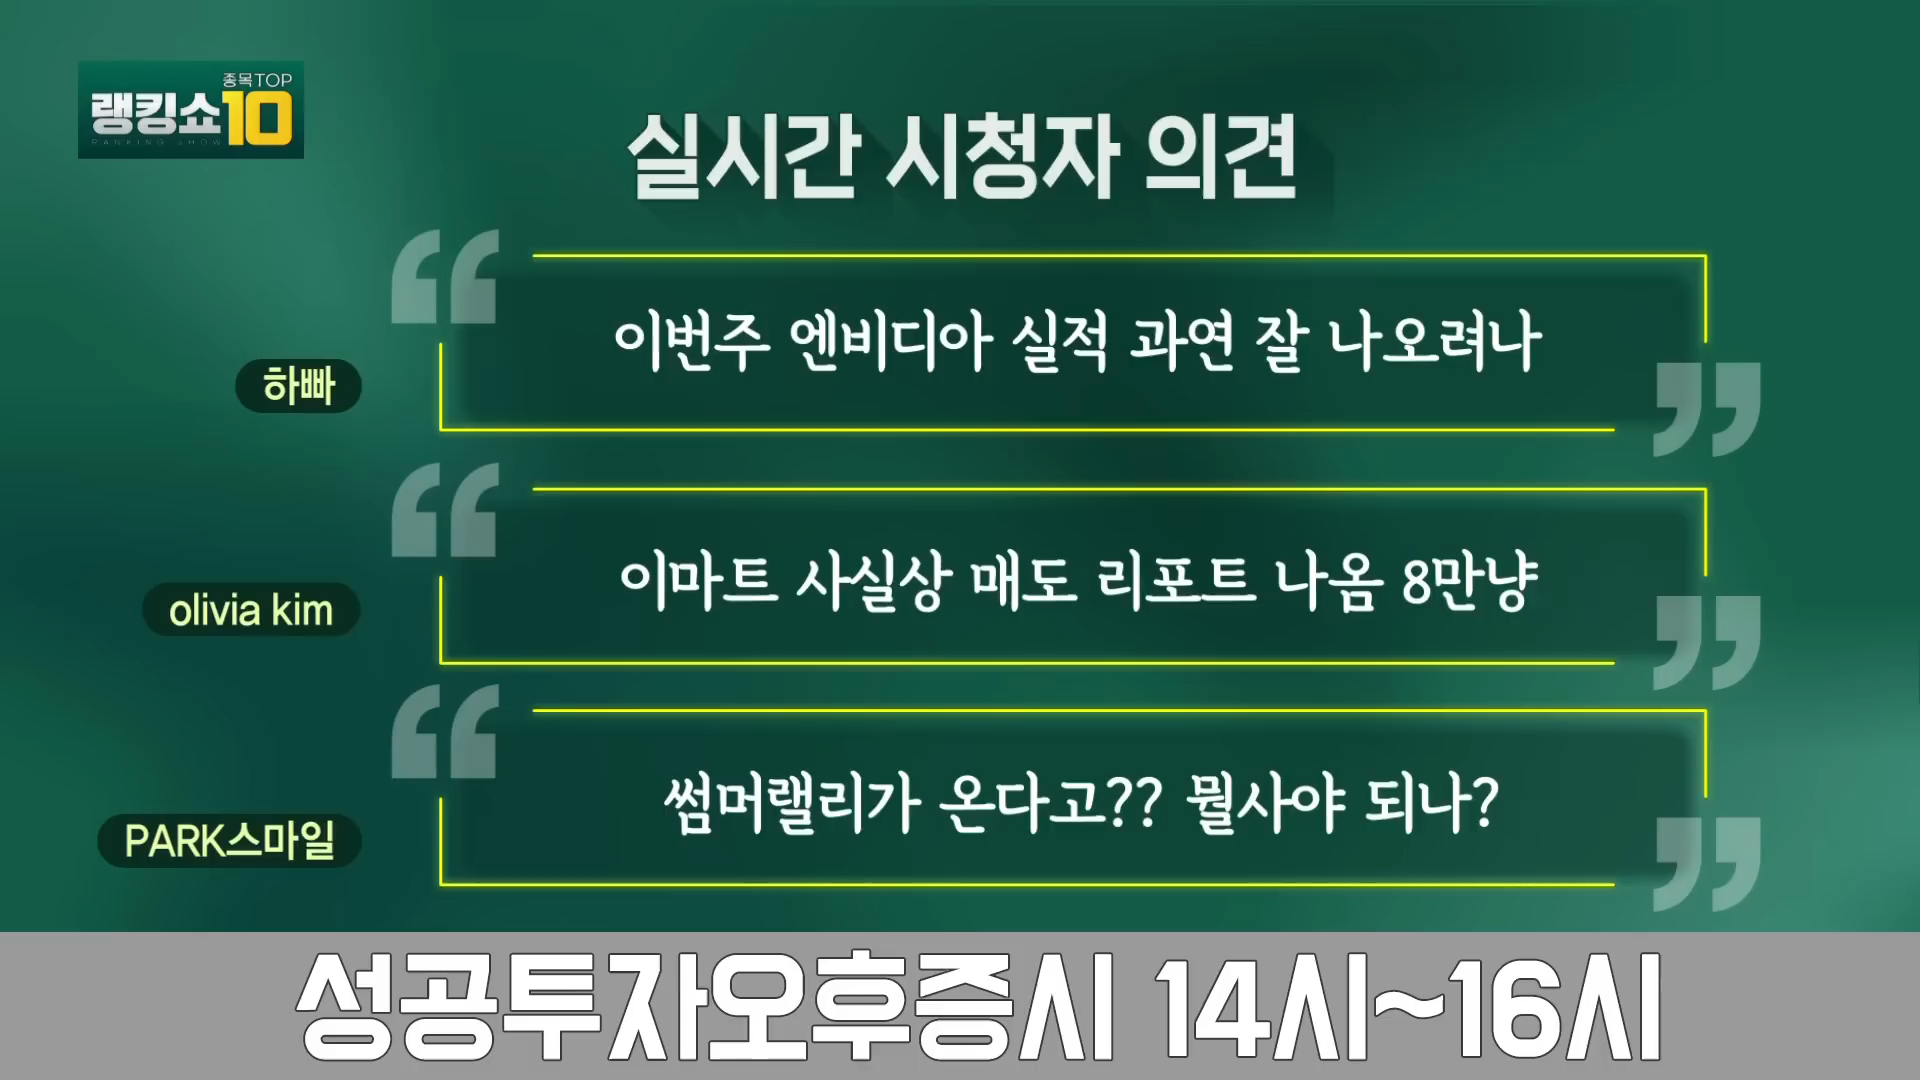 종목TOP
랭킹쇼10
RANKING SHOW
실시간 시청자 의견
이번주 엔비디아 실적 과연 잘 나오려나
하빠
이마트 사실상 매도 리포트 나옴 8만냥
olivia kim
썸머랠리가 온다고?? 뭘사야 되나?
PARK스마일
성공투자오후증시 14시~16시